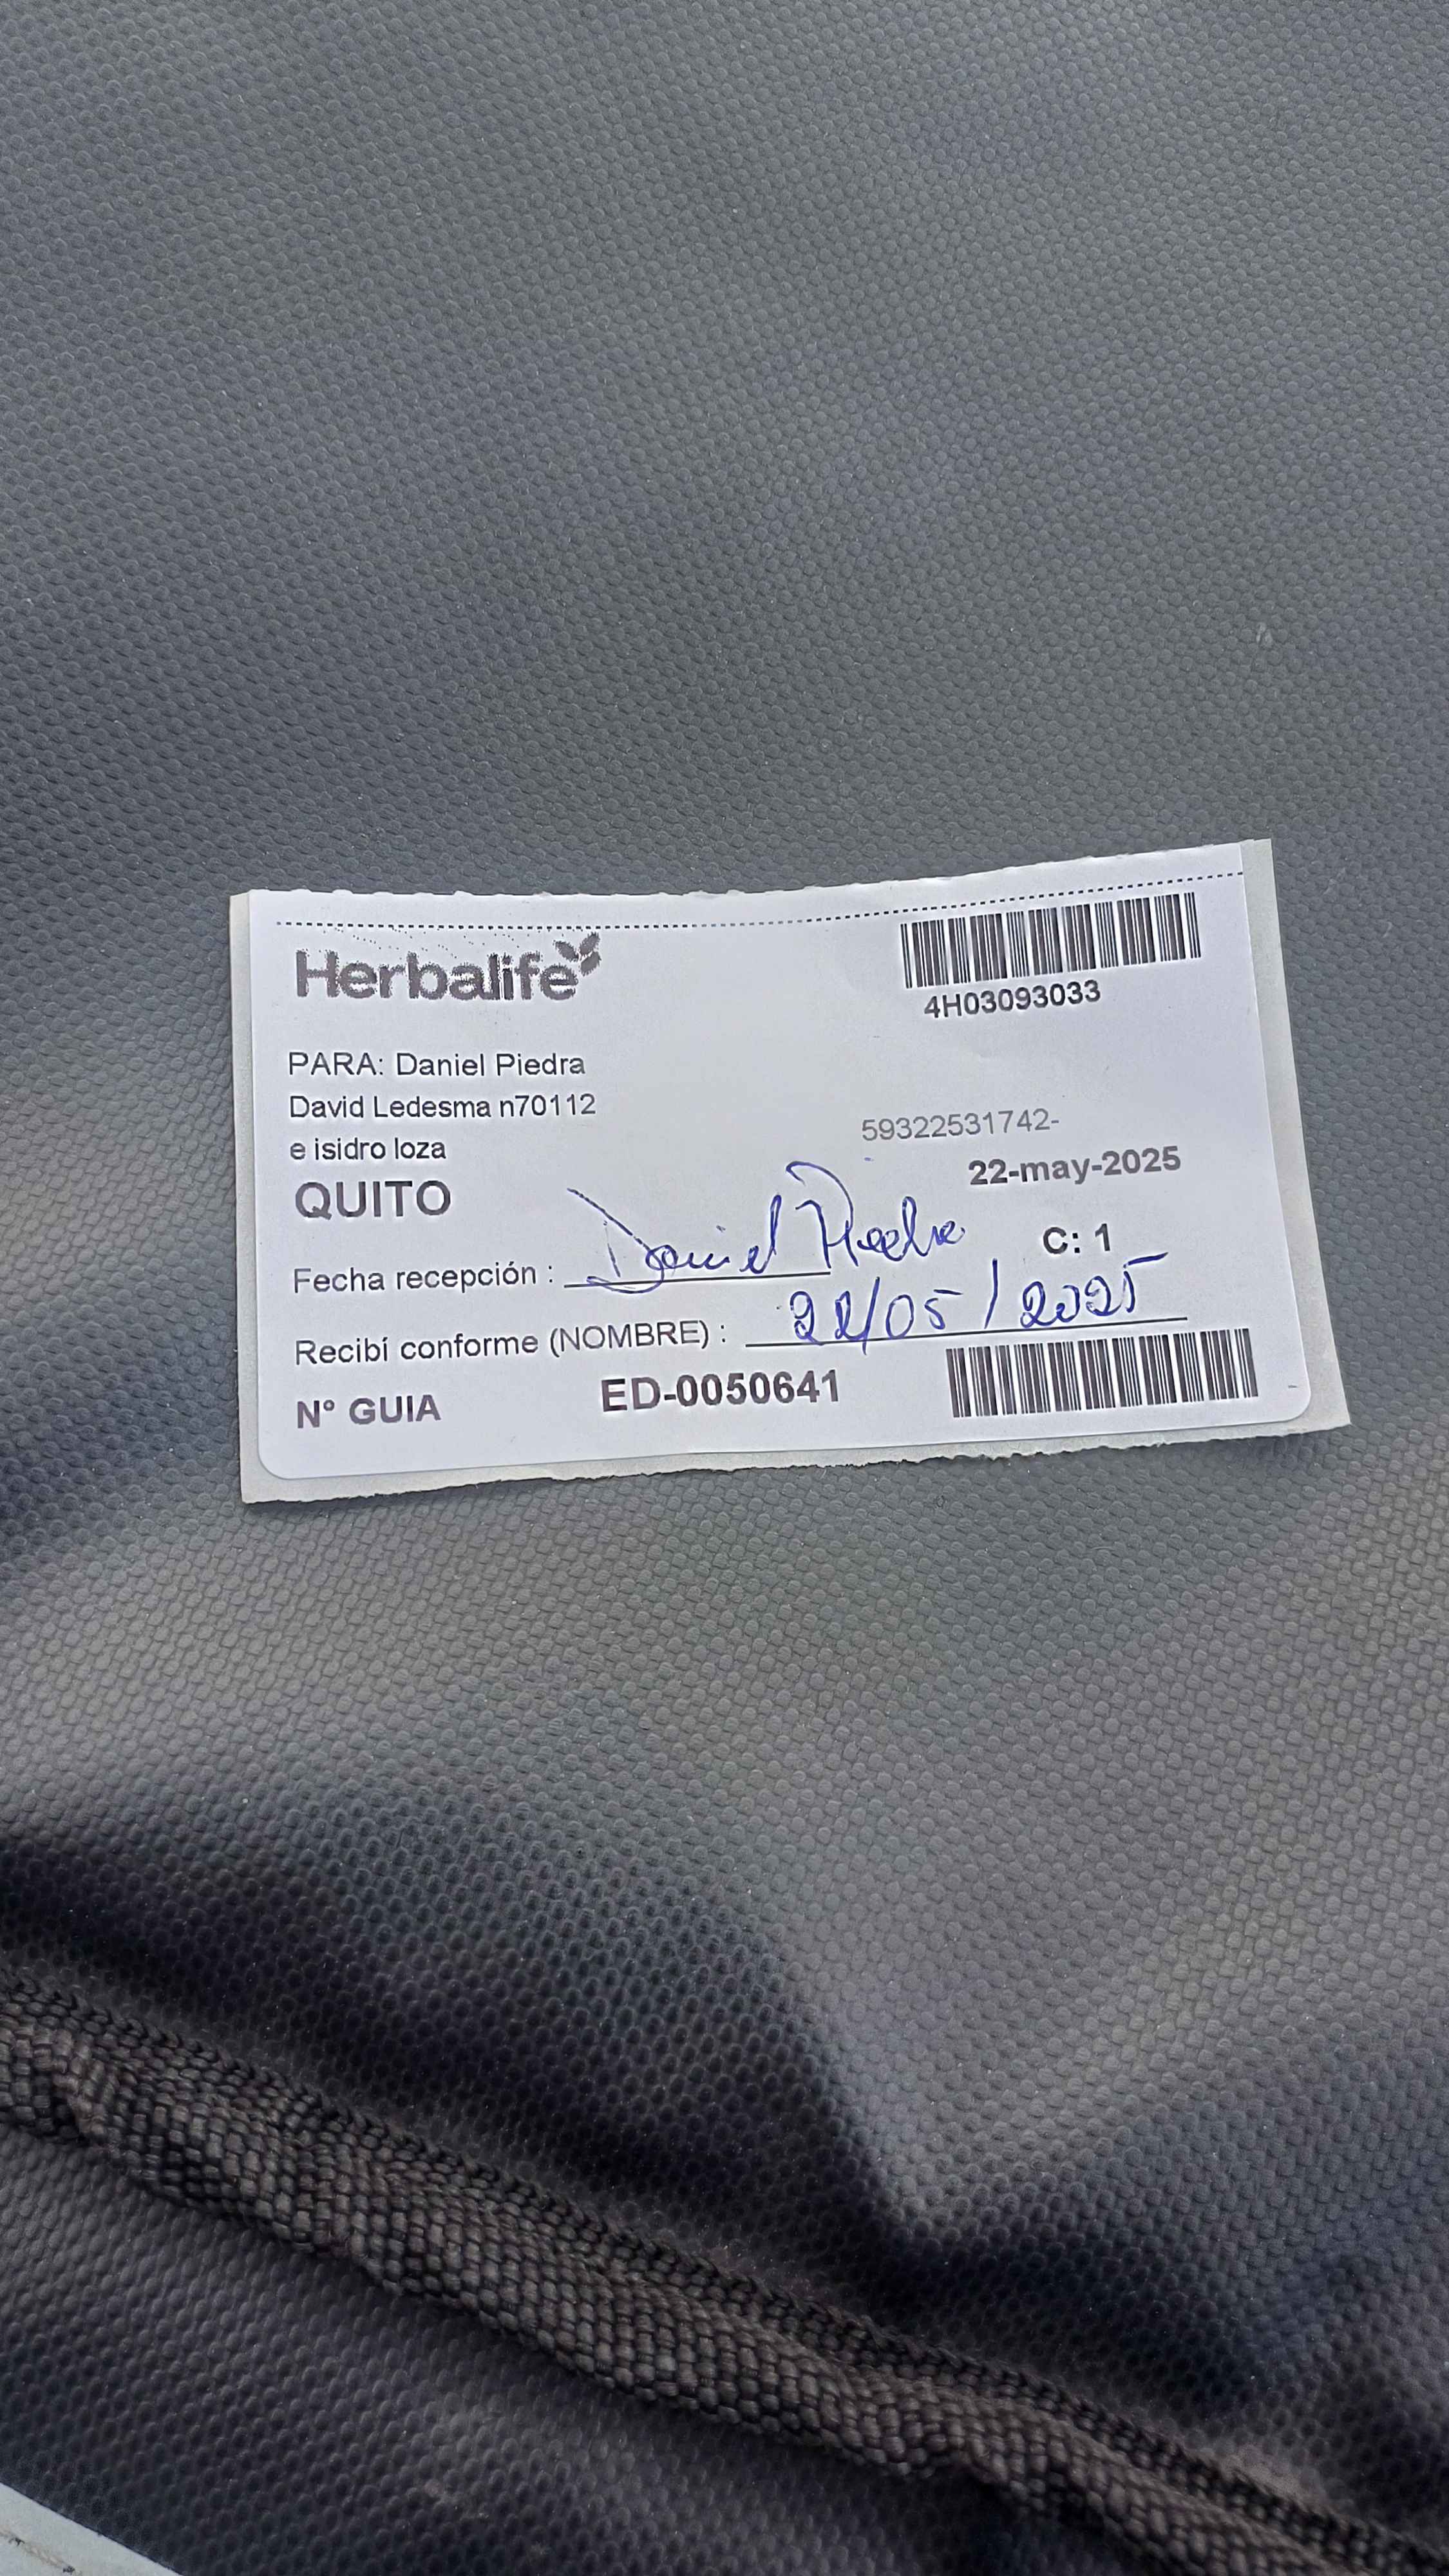 Herbalife
4H03093033
PARA: Daniel Piedra
David Ledesma n70112
e isidro loza
59322531742-
QUITO
22-may-2025
C: 1
Fecha recepción : Daniel Piedra
Recibí conforme (NOMBRE) : 22/05/2025
N° GUIA ED-0050641